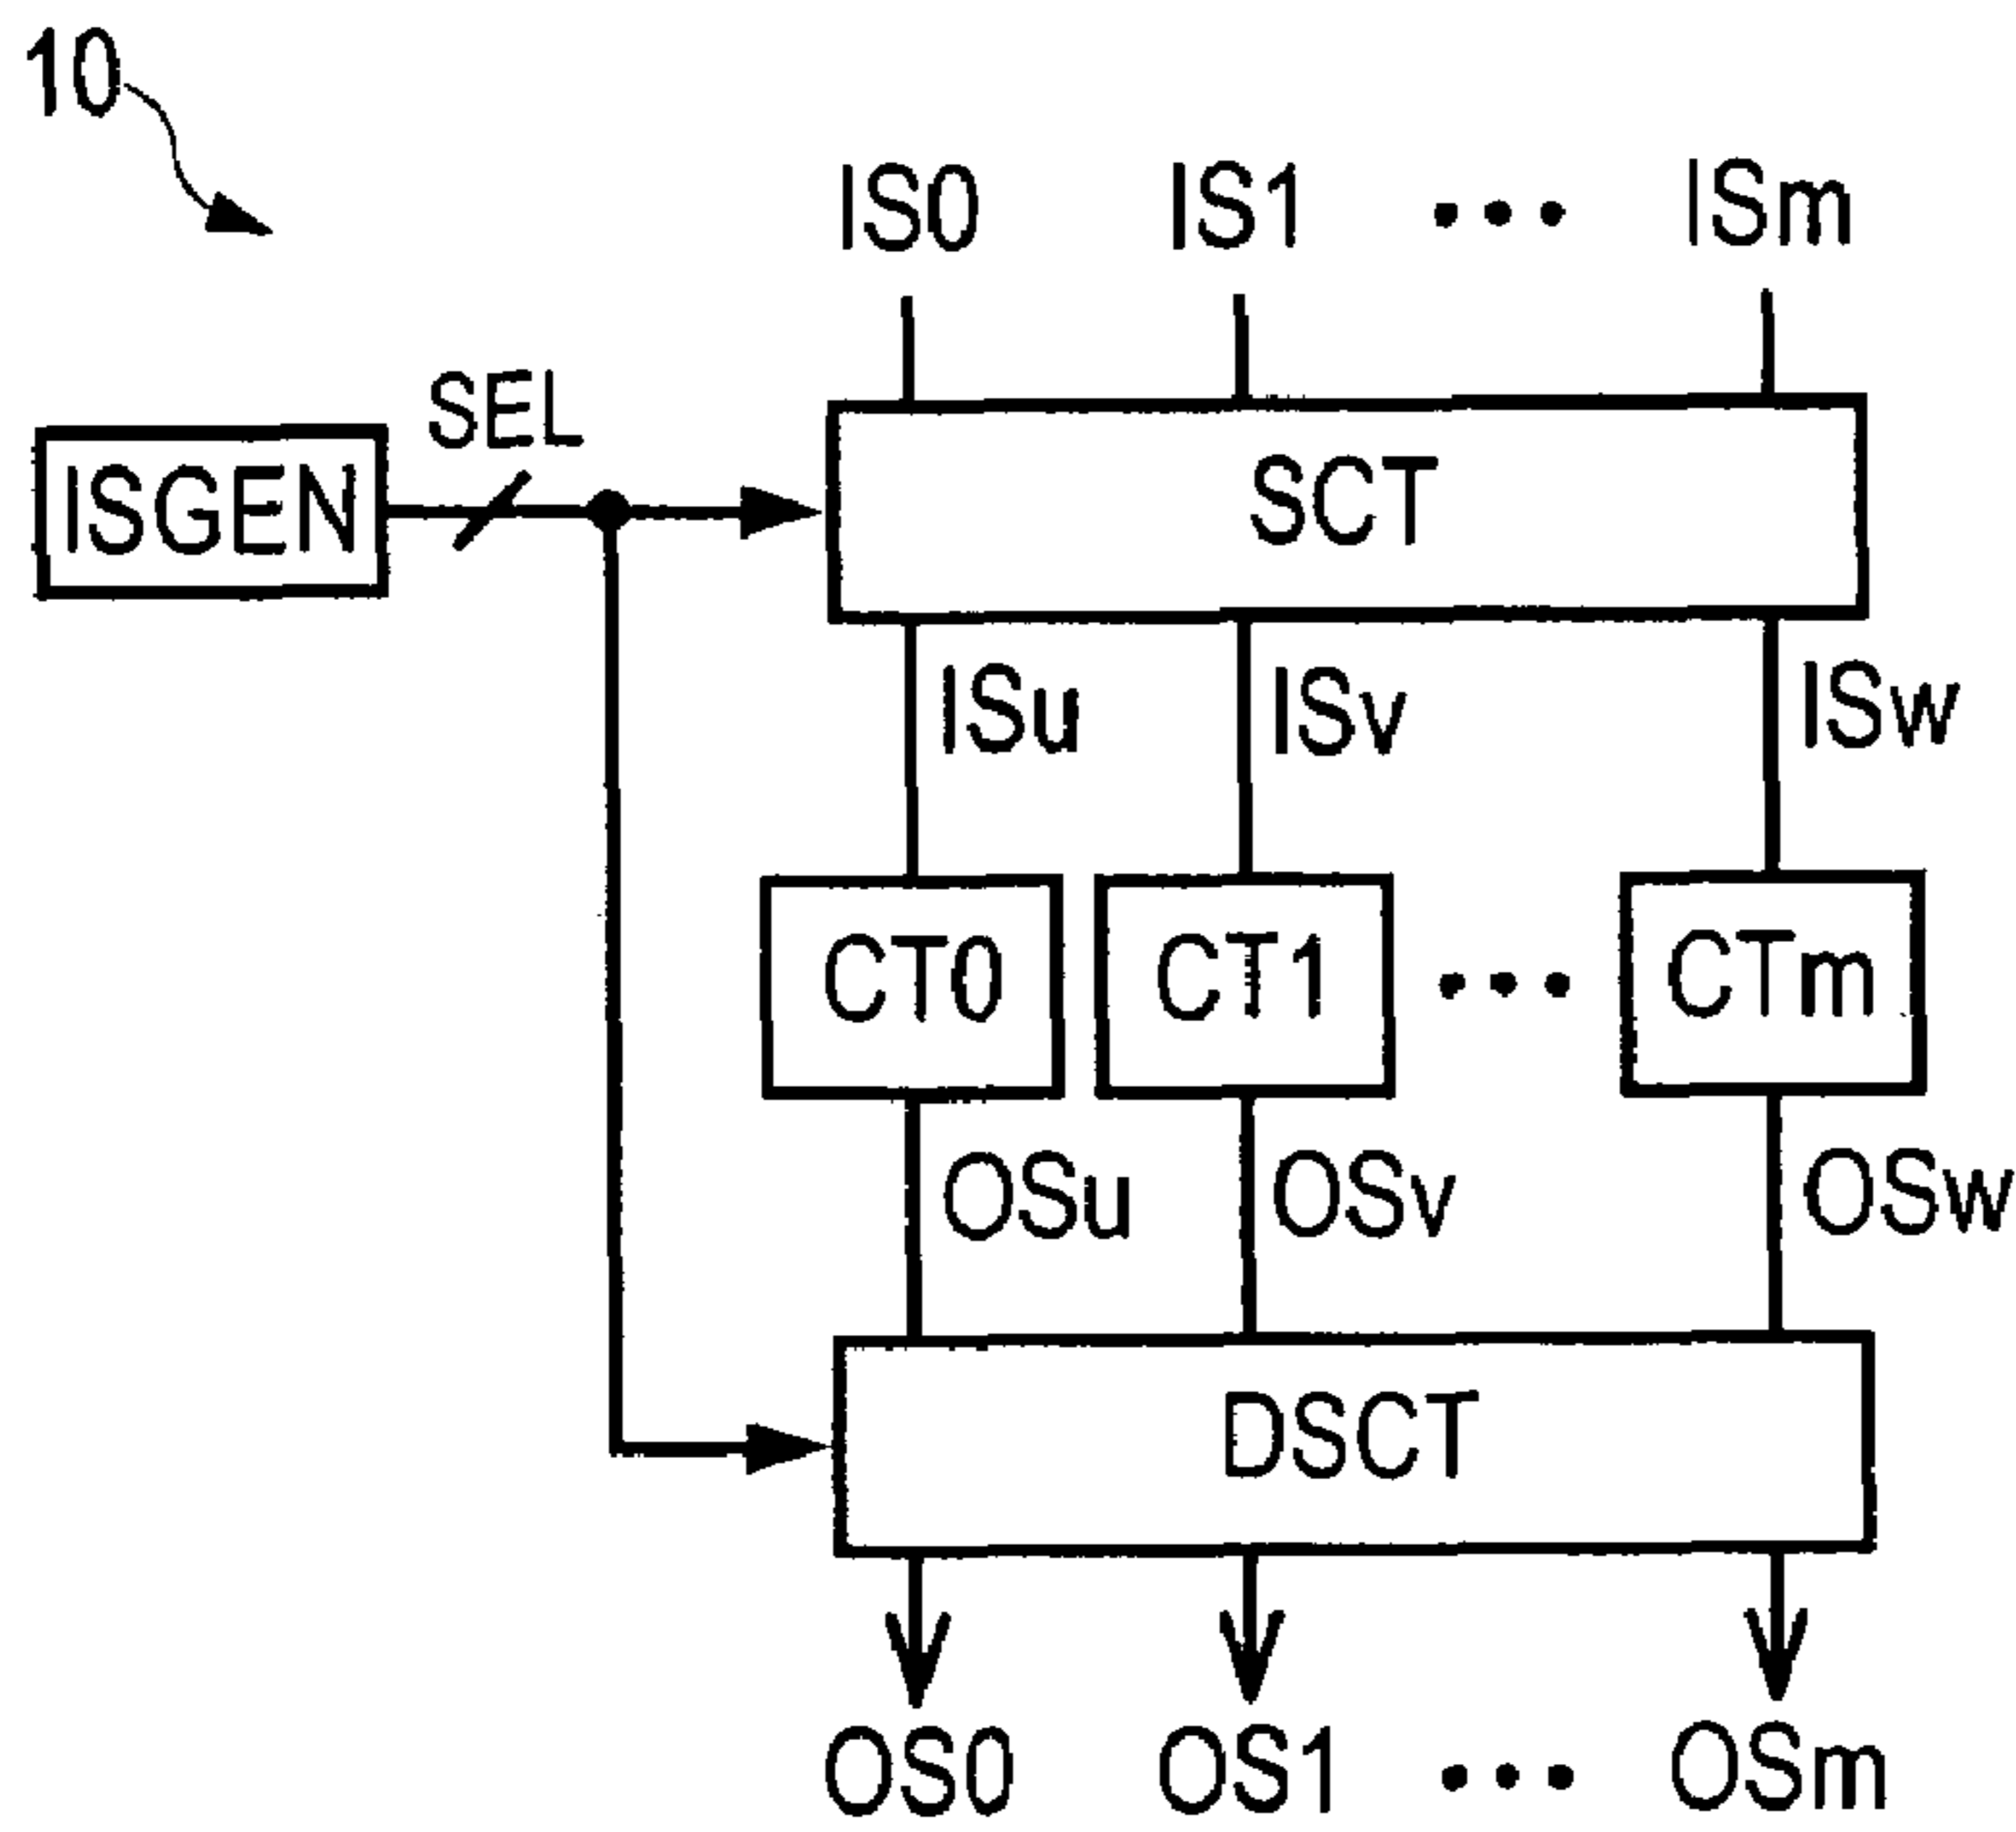 10
IS0 IS1 ••• ISm
SEL
ISGEN
SCT
ISu ISv ISw
CT0 CT1 ••• CTm
OSu OSv OSw
DSCT
OS0 OS1 ••• OSm